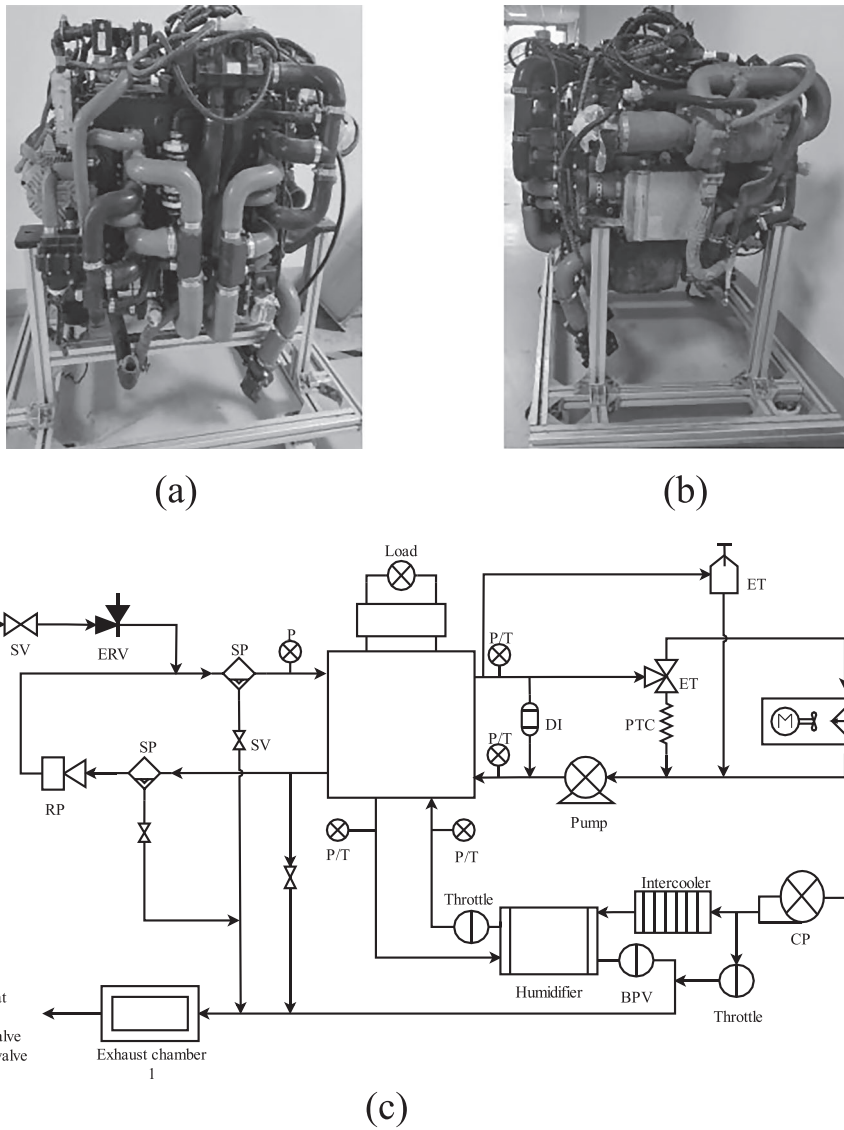 (a)
(b)
Load
ET
SV
ERV
SP
P
P/T
ET
DI
PTC
M
SV
SP
P/T
RP
Pump
P/T
P/T
Throttle
Intercooler
CP
Humidifier
BPV
Throttle
Exhaust chamber
1
(c)